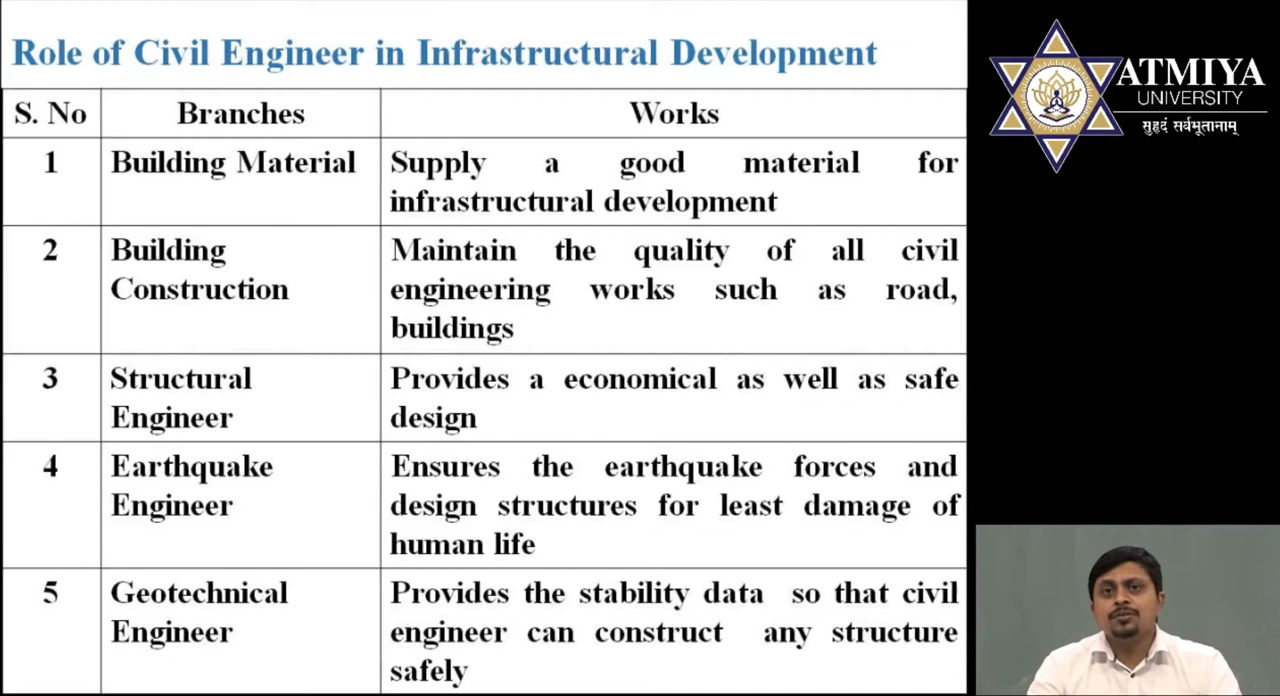 Role of Civil Engineer in Infrastructural Development
S. No Branches Works
1 Building Material Supply a good material for
infrastructural development
2 Building Maintain the quality of all civil
Construction engineering works such as road,
buildings
3 Structural Provides a economical as well as safe
Engineer design
4 Earthquake Ensures the earthquake forces and
Engineer design structures for least damage of
human life
5 Geotechnical Provides the stability data so that civil
Engineer engineer can construct any structure
safely
ATMIYA
UNIVERSITY
सुहृदं सर्वभूतानाम्